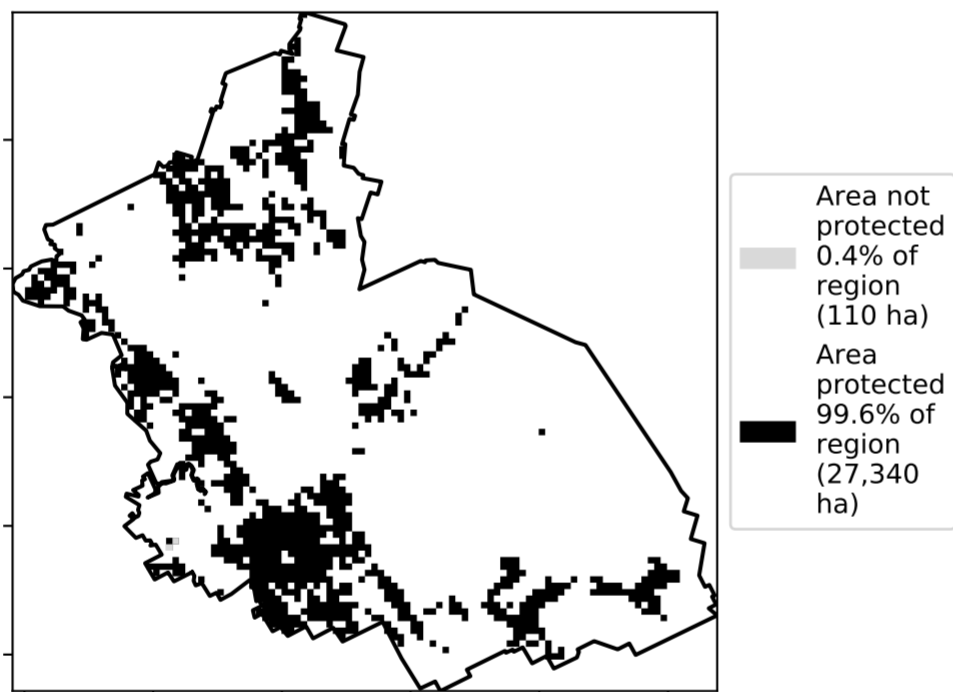 Area not
protected
0.4% of
region
(110 ha)
Area
protected
99.6% of
region
(27,340
ha)